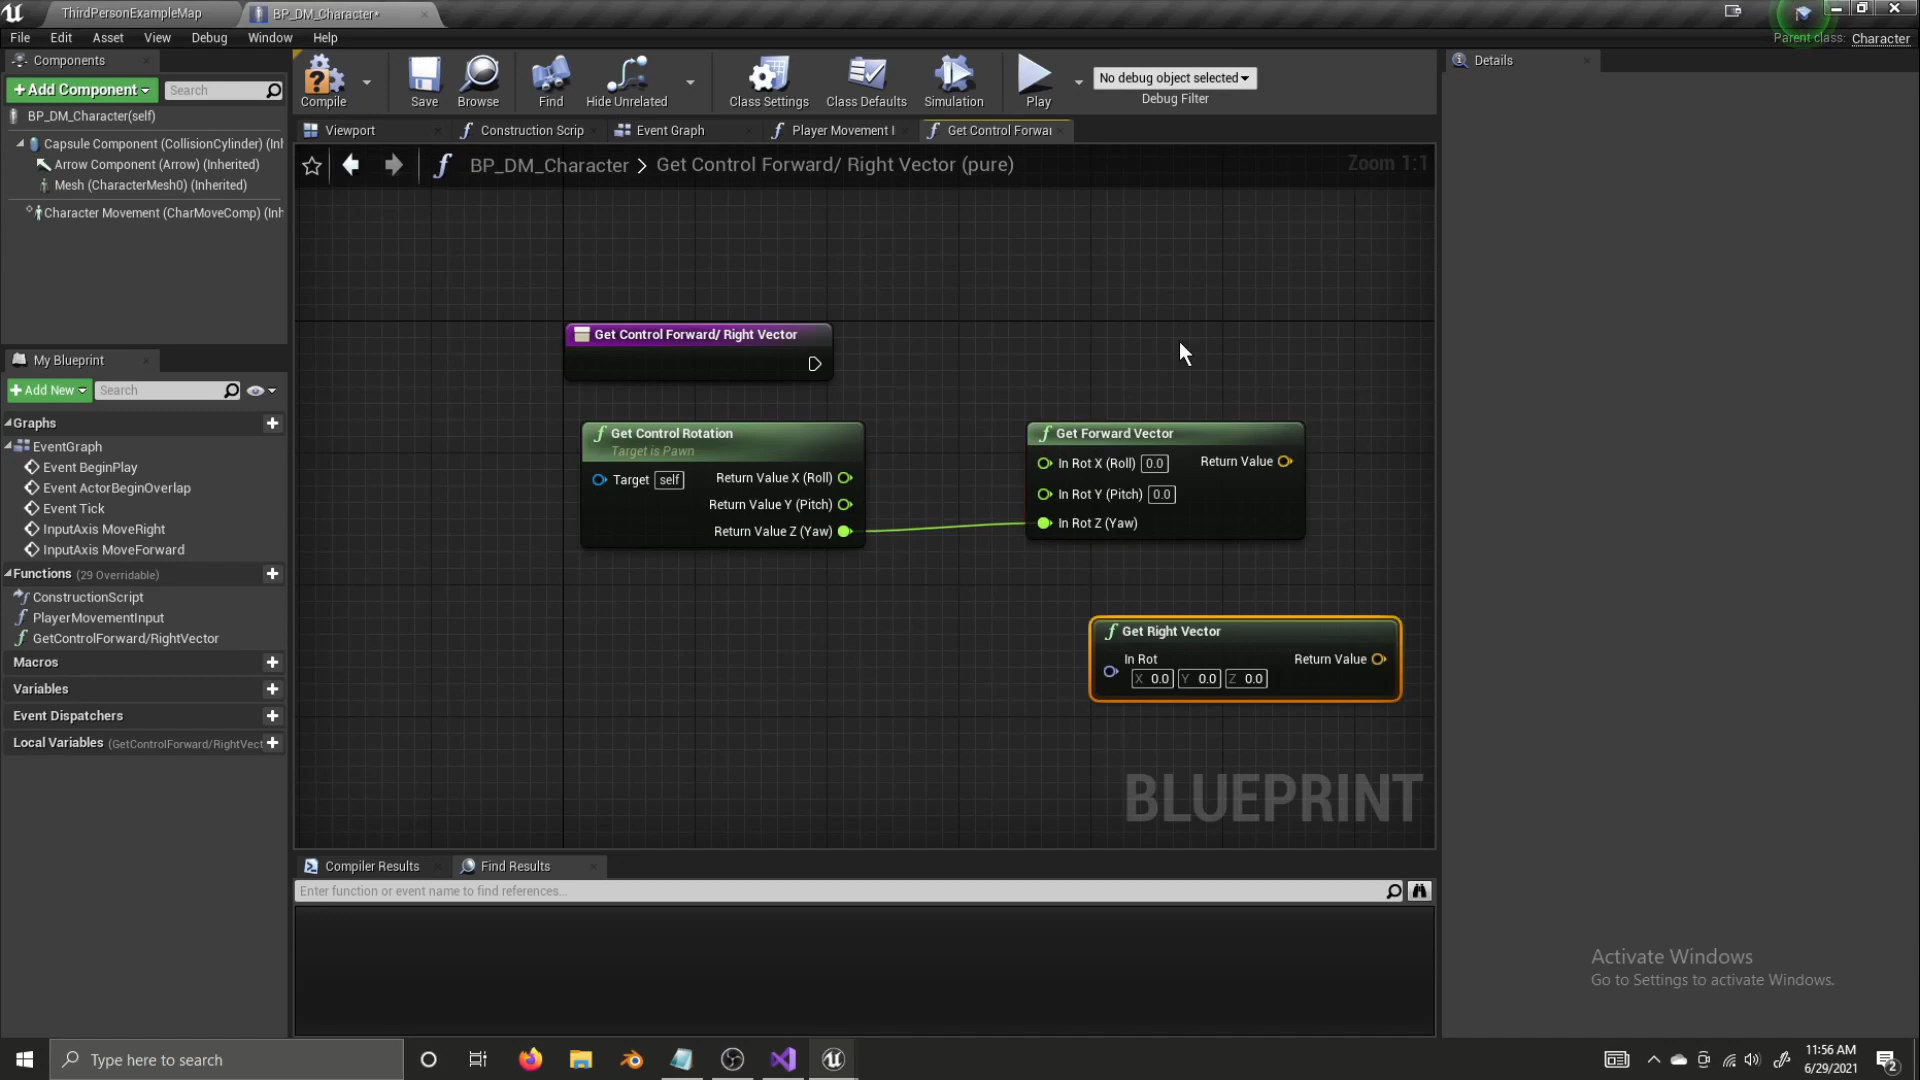 ThirdPersonExampleMap
BP_DM_Character*
File Edit Asset View Debug Window Help
Parent class: Character
Components
+Add Component
Search
BP_DM_Character(self)
Capsule Component (CollisionCylinder) (Inl
Arrow Component (Arrow) (Inherited)
Mesh (CharacterMesh0) (Inherited)
Character Movement (CharMoveComp) (Inh
Compile
Save
Browse
Find
Hide Unrelated
Class Settings
Class Defaults
Simulation
Play
No debug object selected
Debug Filter
Details
Viewport
Construction Scrip
Event Graph
Player Movement I
Get Control Forwar
BP_DM_Character > Get Control Forward/ Right Vector (pure)
Zoom 1:1
Get Control Forward/ Right Vector
Get Control Rotation
Target is Pawn
Target self
Return Value X (Roll)
Return Value Y (Pitch)
Return Value Z (Yaw)
Get Forward Vector
In Rot X (Roll) 0.0
Return Value
In Rot Y (Pitch) 0.0
In Rot Z (Yaw)
Get Right Vector
In Rot
X 0.0 Y 0.0 Z 0.0
Return Value
BLUEPRINT
My Blueprint
+Add New
Search
Graphs
EventGraph
Event BeginPlay
Event ActorBeginOverlap
Event Tick
InputAxis MoveRight
InputAxis MoveForward
Functions (29 Overridable)
ConstructionScript
PlayerMovementInput
GetControlForward/RightVector
Macros
Variables
Event Dispatchers
Local Variables (GetControlForward/RightVect
Compiler Results
Find Results
Enter function or event name to find references...
Activate Windows
Go to Settings to activate Windows.
Type here to search
11:56 AM
6/29/2021
2